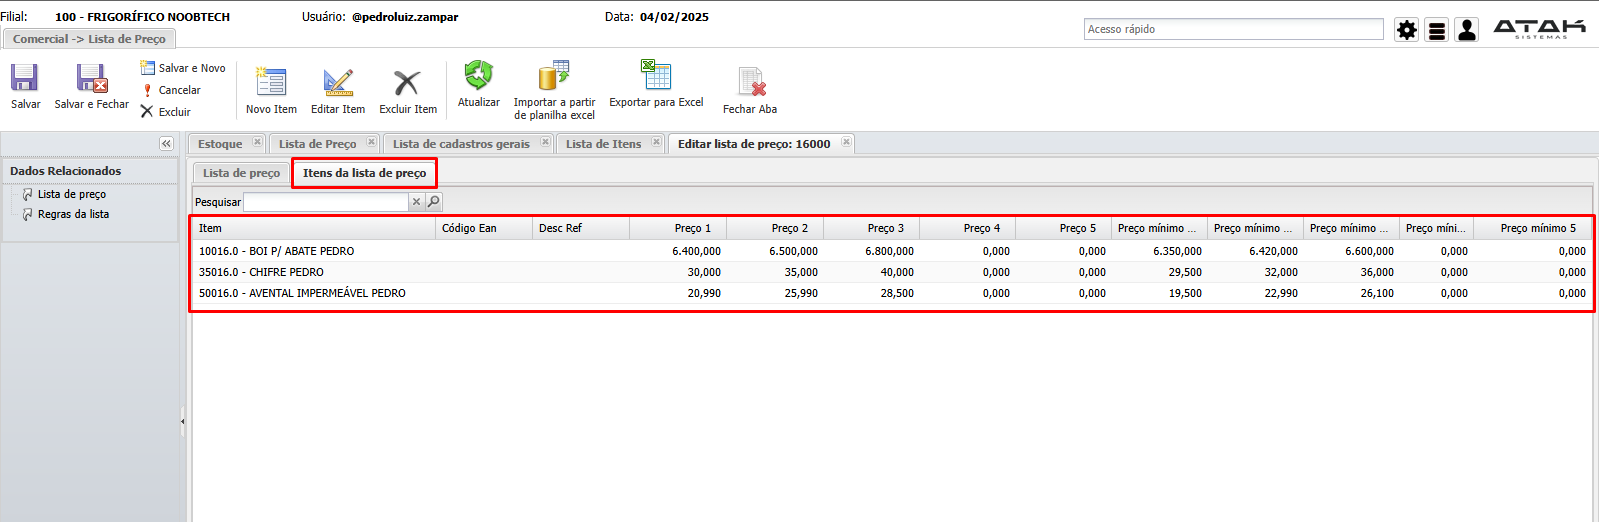 Filial: 100 - FRIGORÍFICO NOOBTECH Usuário: @pedroluiz.zampar Data: 04/02/2025
Comercial -> Lista de Preço
Acesso rápido
ATAK
SISTEMAS
Salvar
Salvar e Fechar
Salvar e Novo
Cancelar
Excluir
Novo Item
Editar Item
Excluir Item
Atualizar
Importar a partir
de planilha excel
Exportar para Excel
Fechar Aba
Dados Relacionados
Lista de preço
Regras da lista
Estoque
Lista de Preço
Lista de cadastros gerais
Lista de Itens
Editar lista de preço: 16000
Lista de preço
Itens da lista de preço
Pesquisar
Item Código Ean Desc Ref Preço 1 Preço 2 Preço 3 Preço 4 Preço 5 Preço mínimo ... Preço mínimo ... Preço mínimo ... Preço míni... Preço mínimo 5
10016.0 - BOI P/ ABATE PEDRO 6.400,000 6.500,000 6.800,000 0,000 0,000 6.350,000 6.420,000 6.600,000 0,000 0,000
35016.0 - CHIFRE PEDRO 30,000 35,000 40,000 0,000 0,000 29,500 32,000 36,000 0,000 0,000
50016.0 - AVENTAL IMPERMEÁVEL PEDRO 20,990 25,990 28,500 0,000 0,000 19,500 22,990 26,100 0,000 0,000